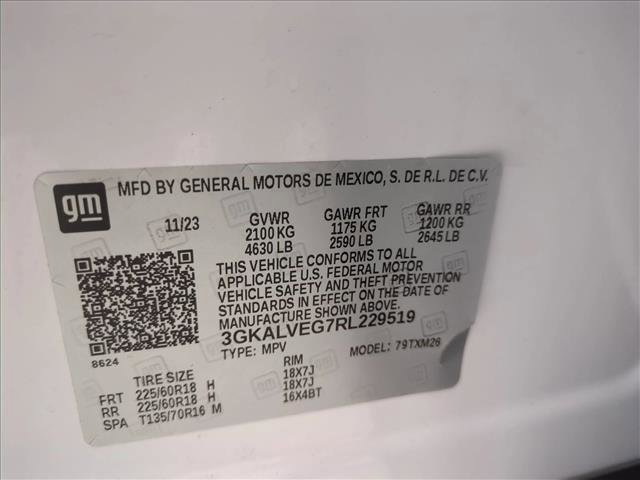 gm
MFD BY GENERAL MOTORS DE MEXICO, S. DE R.L. DE C.V.
11/23 GVWR GAWR FRT GAWR RR
2100 KG 1175 KG 1200 KG
4630 LB 2590 LB 2645 LB
THIS VEHICLE CONFORMS TO ALL
APPLICABLE U.S. FEDERAL MOTOR
VEHICLE SAFETY AND THEFT PREVENTION
STANDARDS IN EFFECT ON THE DATE OF
MANUFACTURE SHOWN ABOVE.
3GKALVEG7RL229519
8624 TYPE: MPV MODEL: 79TXM26
TIRE SIZE RIM
FRT 225/60R18 H 18X7J
RR 225/60R18 H 18X7J
SPA T135/70R16 M 16X4BT